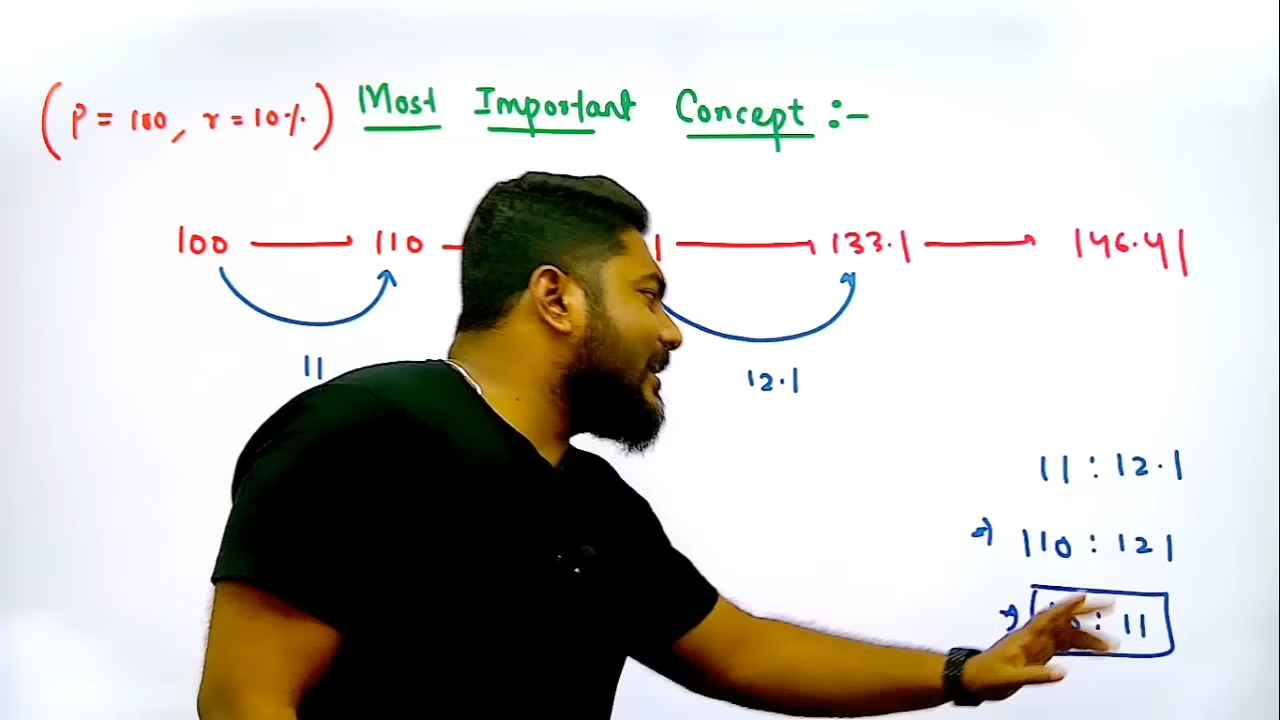 (P = 100, r = 10%) Most Important Concept :-
100 → 110 – 1 → 133.1 → 146.41
11 12.1
11 : 12.1
⇒ 110 : 121
⇒ : 11